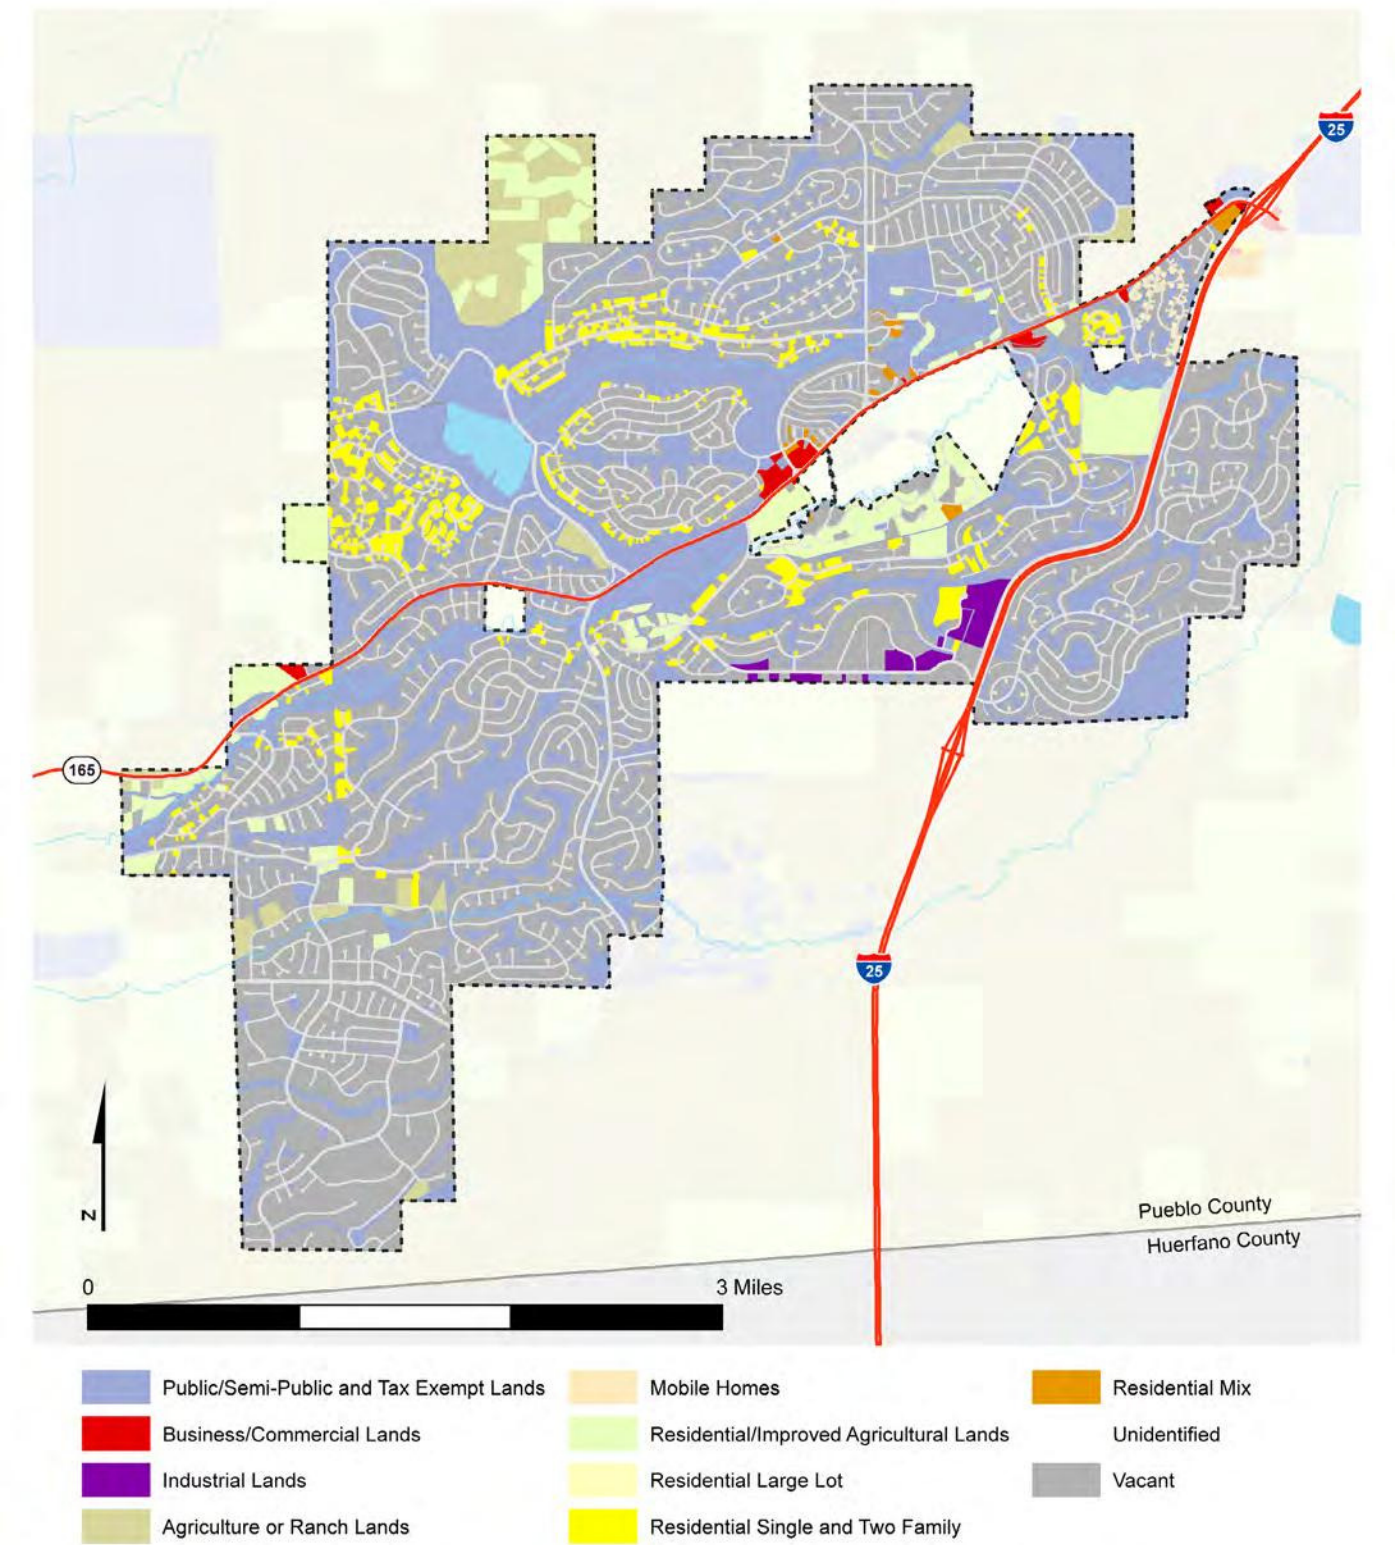 25
165
25
Pueblo County
Huerfano County
N
0 3 Miles
Public/Semi-Public and Tax Exempt Lands
Mobile Homes
Residential Mix
Business/Commercial Lands
Residential/Improved Agricultural Lands
Unidentified
Industrial Lands
Residential Large Lot
Vacant
Agriculture or Ranch Lands
Residential Single and Two Family